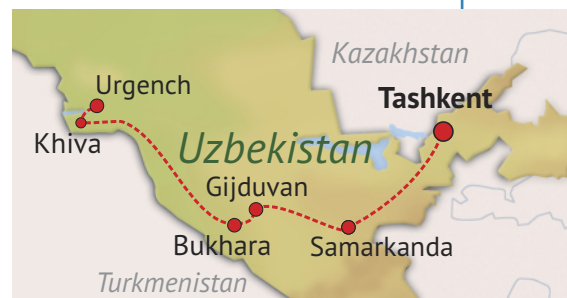 Kazakhstan
Urgench
Tashkent
Khiva
Uzbekistan
Gijduvan
Bukhara
Samarkanda
Turkmenistan